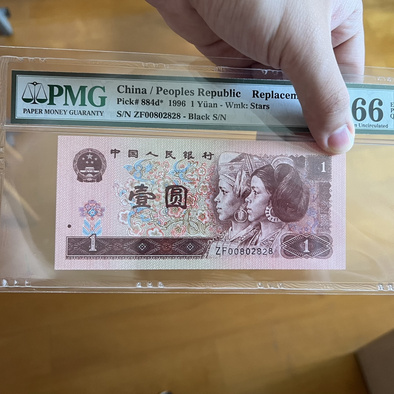 PMG
PAPER MONEY GUARANTY
China / Peoples Republic
Pick# 884d* 1996 1 Yüan - Wmk: Stars
S/N ZF00802828 - Black S/N
66
中国人民银行
1
壹圆
1
1
ZF00802828